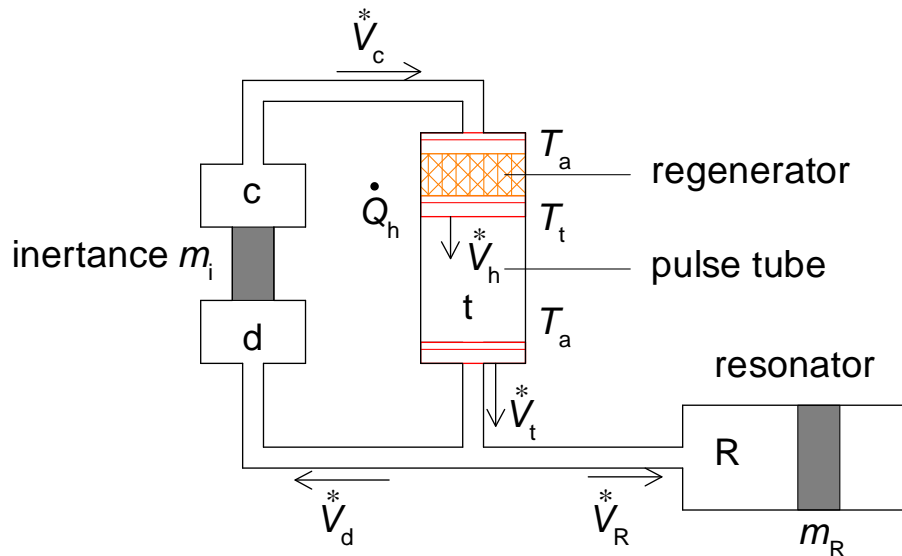 V̇*c
c
inertance mi
d
Q̇h
Ta
regenerator
Tt
V*h
pulse tube
t
Ta
resonator
V*t
R
V*d
V*R
mR